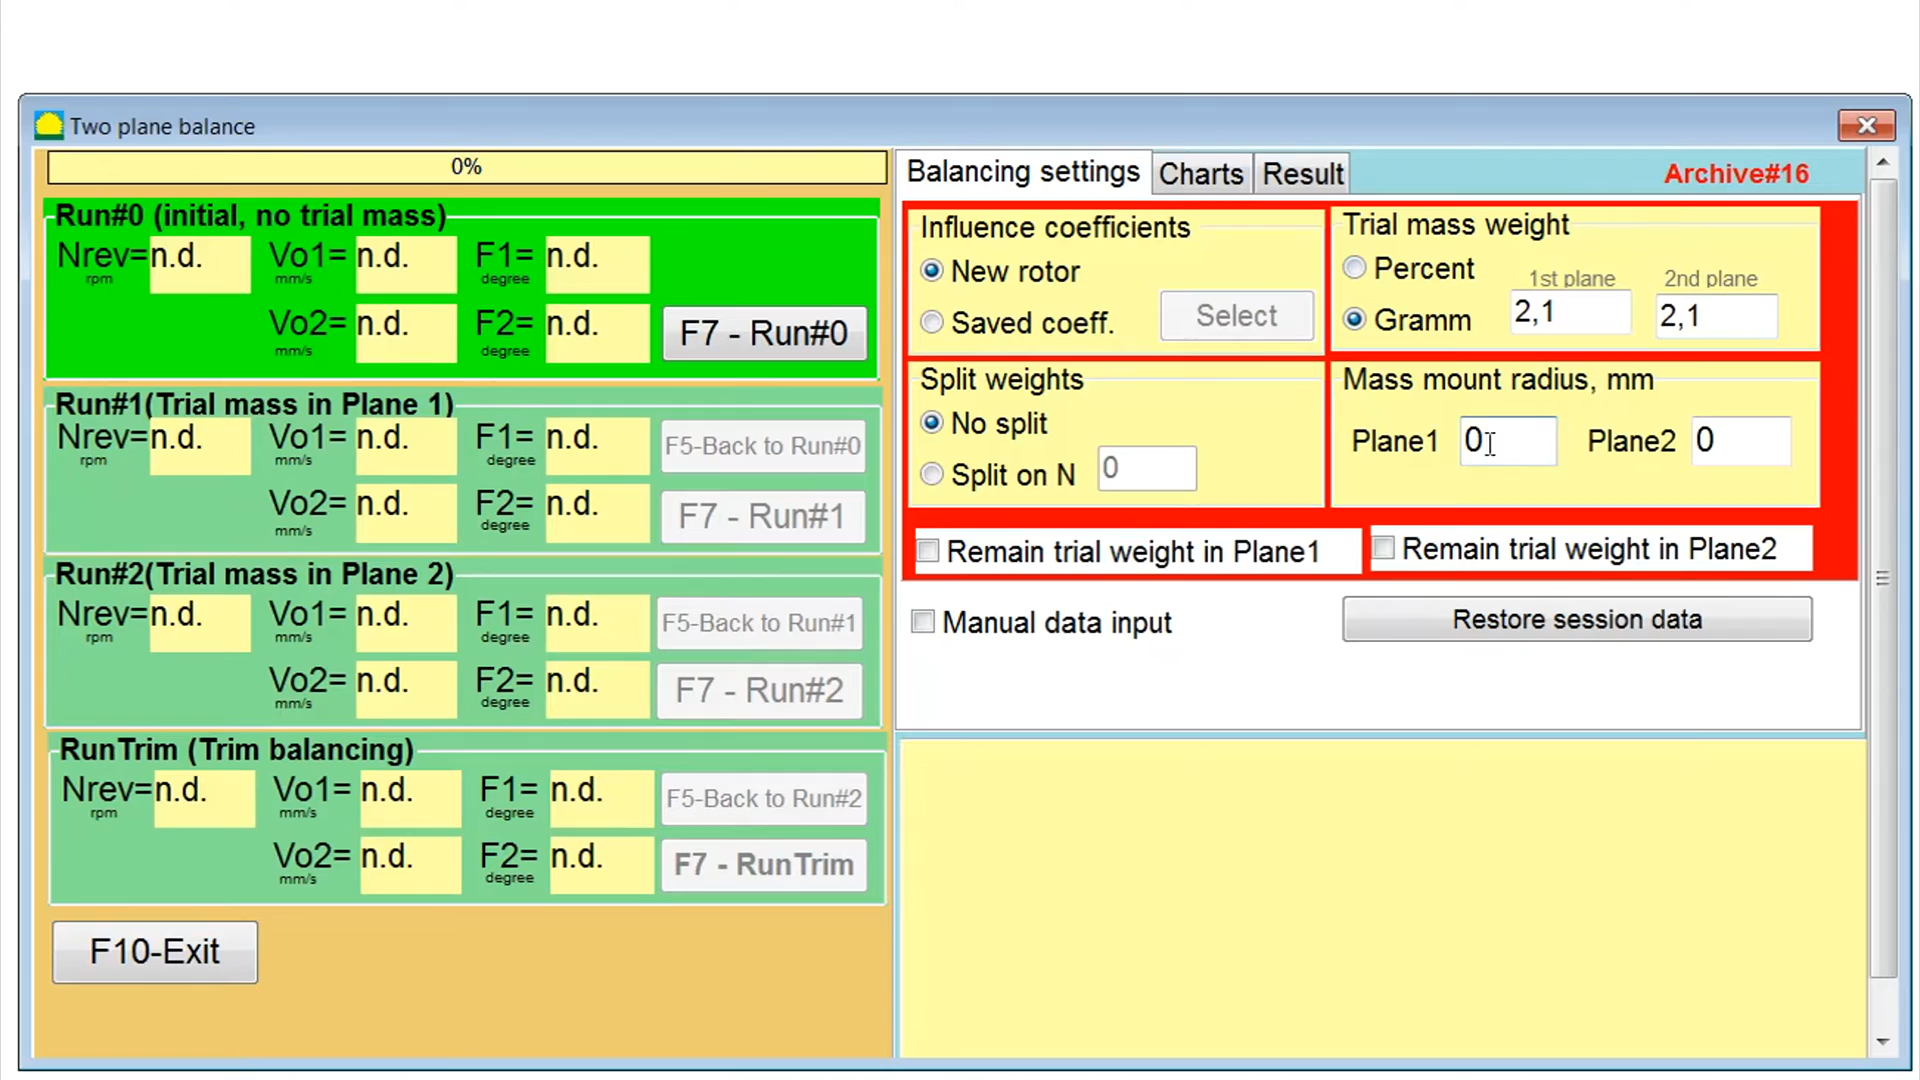 Two plane balance
0%
Run#0 (initial, no trial mass)
Nrev= n.d. Vo1= n.d. F1= n.d.
rpm mm/s degree
Vo2= n.d. F2= n.d. F7 - Run#0
mm/s degree
Run#1(Trial mass in Plane 1)
Nrev= n.d. Vo1= n.d. F1= n.d. F5-Back to Run#0
rpm mm/s degree
Vo2= n.d. F2= n.d. F7 - Run#1
mm/s degree
Run#2(Trial mass in Plane 2)
Nrev= n.d. Vo1= n.d. F1= n.d. F5-Back to Run#1
rpm mm/s degree
Vo2= n.d. F2= n.d. F7 - Run#2
mm/s degree
RunTrim (Trim balancing)
Nrev= n.d. Vo1= n.d. F1= n.d. F5-Back to Run#2
rpm mm/s degree
Vo2= n.d. F2= n.d. F7 - RunTrim
mm/s degree
F10-Exit
Balancing settings Charts Result Archive#16
Influence coefficients
New rotor
Saved coeff. Select
Trial mass weight
Percent 1st plane 2nd plane
Gramm 2,1 2,1
Split weights
No split
Split on N 0
Mass mount radius, mm
Plane1 0 Plane2 0
Remain trial weight in Plane1 Remain trial weight in Plane2
Manual data input Restore session data